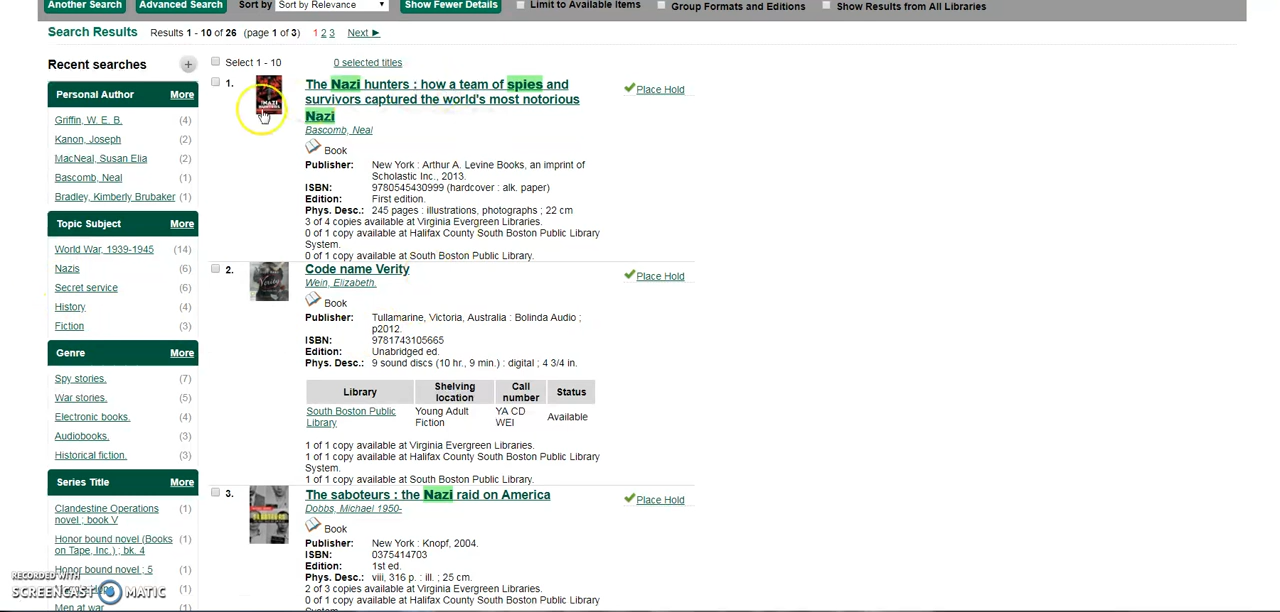 Another Search Advanced Search Sort by Sort by Relevance Show Fewer Details Limit to Available Items Group Formats and Editions Show Results from All Libraries
Search Results Results 1 - 10 of 26 (page 1 of 3) 1 2 3 Next ►
Recent searches +
Personal Author More
Griffin, W. E. B. (4)
Kanon, Joseph (2)
MacNeal, Susan Elia (2)
Bascomb, Neal (1)
Bradley, Kimberly Brubaker (1)
Topic Subject More
World War, 1939-1945 (14)
Nazis (6)
Secret service (6)
History (4)
Fiction (3)
Genre More
Spy stories. (7)
War stories. (5)
Electronic books. (4)
Audiobooks. (3)
Historical fiction. (3)
Series Title More
Clandestine Operations (1)
novel ; book V
Honor bound novel (Books (1)
on Tape, Inc.) ; bk. 4
Honor bound novel ; 5 (1)
(1)
Men at war (1)
RECORDED WITH
SCREENCAST MATIC
Select 1 - 10 0 selected titles
1. The Nazi hunters : how a team of spies and
survivors captured the world's most notorious
Nazi
Bascomb, Neal
Place Hold
Book
Publisher: New York : Arthur A. Levine Books, an imprint of
Scholastic Inc., 2013.
ISBN: 9780545430999 (hardcover : alk. paper)
Edition: First edition.
Phys. Desc.: 245 pages : illustrations, photographs ; 22 cm
3 of 4 copies available at Virginia Evergreen Libraries.
0 of 1 copy available at Halifax County South Boston Public Library
System.
0 of 1 copy available at South Boston Public Library.
2. Code name Verity
Wein, Elizabeth.
Place Hold
Book
Publisher: Tullamarine, Victoria, Australia : Bolinda Audio ;
p2012.
ISBN: 9781743105665
Edition: Unabridged ed.
Phys. Desc.: 9 sound discs (10 hr., 9 min.) : digital ; 4 3/4 in.
Library Shelving location Call number Status
South Boston Public Library Young Adult Fiction YA CD WEI Available
1 of 1 copy available at Virginia Evergreen Libraries.
1 of 1 copy available at Halifax County South Boston Public Library
System.
1 of 1 copy available at South Boston Public Library.
3. The saboteurs : the Nazi raid on America
Dobbs, Michael 1950-
Place Hold
Book
Publisher: New York : Knopf, 2004.
ISBN: 0375414703
Edition: 1st ed.
Phys. Desc.: viii, 316 p. : ill. ; 25 cm.
2 of 3 copies available at Virginia Evergreen Libraries.
0 of 1 copy available at Halifax County South Boston Public Library
System.